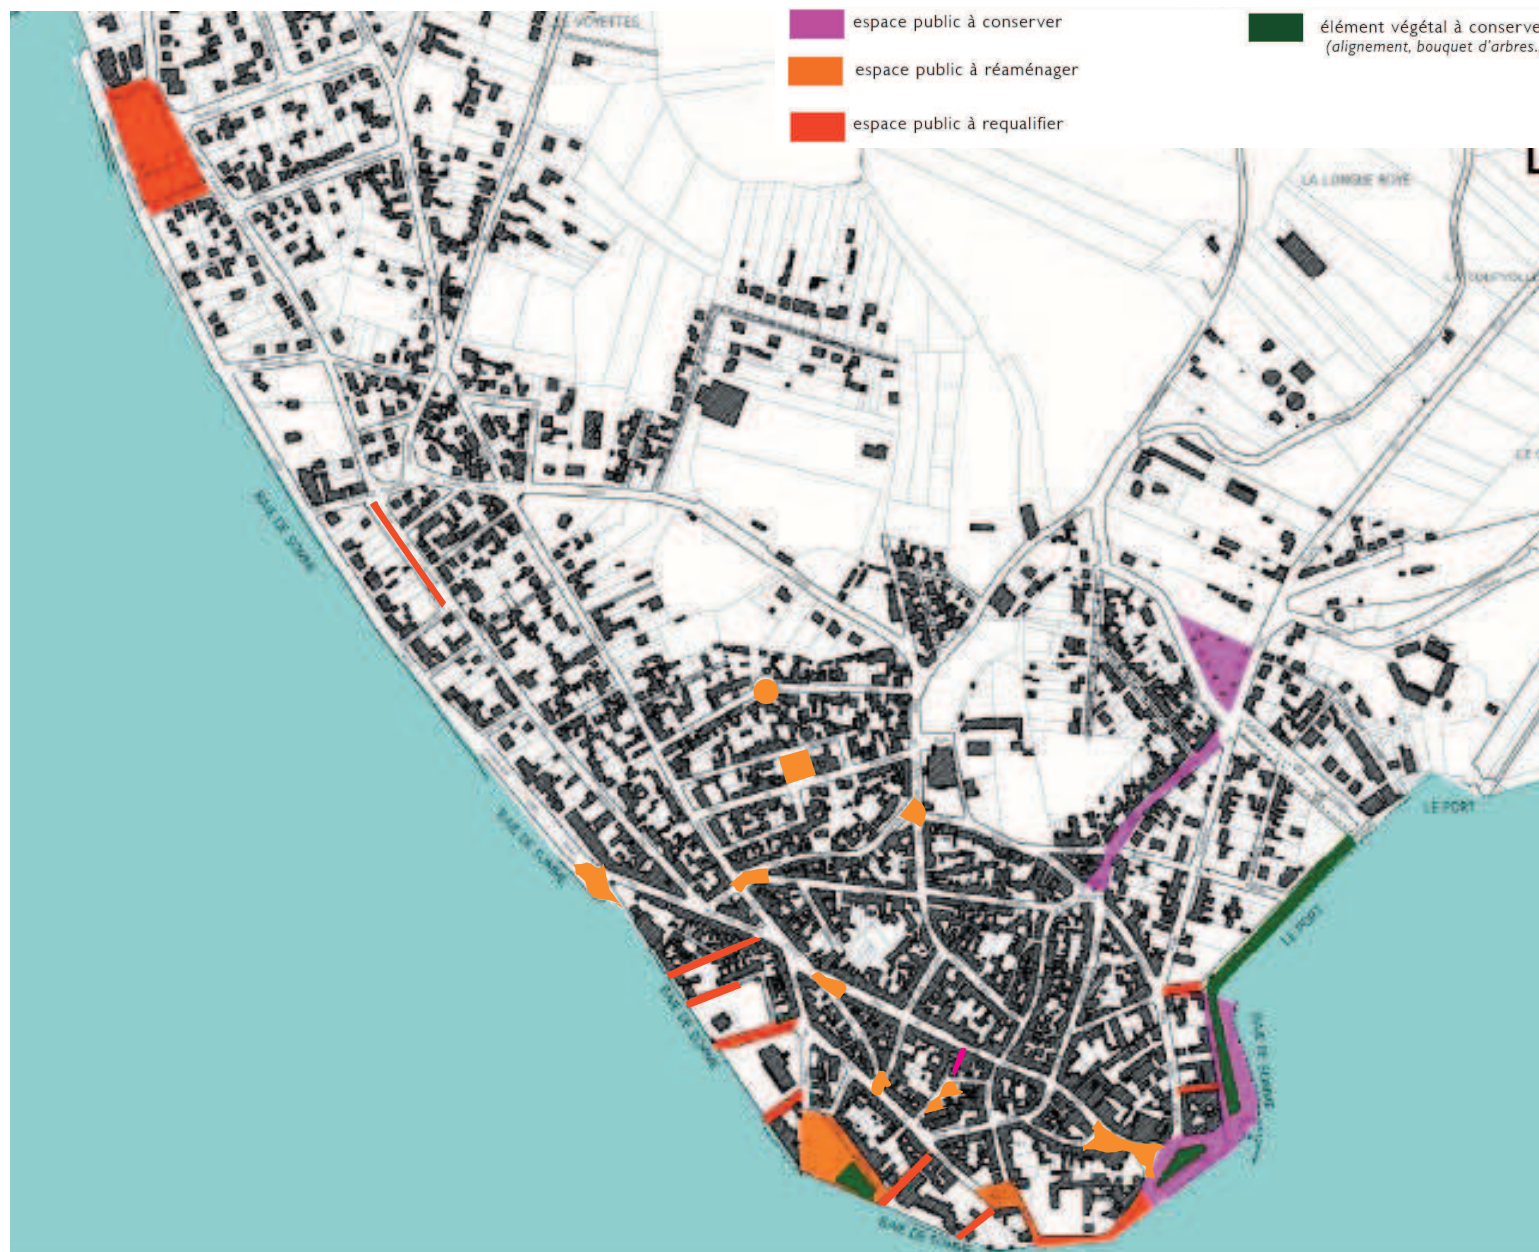 espace public à conserver
espace public à réaménager
espace public à requalifier
élément végétal à conserve
(alignement, bouquet d'arbres..
VOYETTES
LA LONGUE ROYE
L
BAIE DE SOMME
BAIE DE SOMME
BAIE DE SOMME
BAIE DE SOMME
BAIE DE SOMME
LE PORT
LE PORT